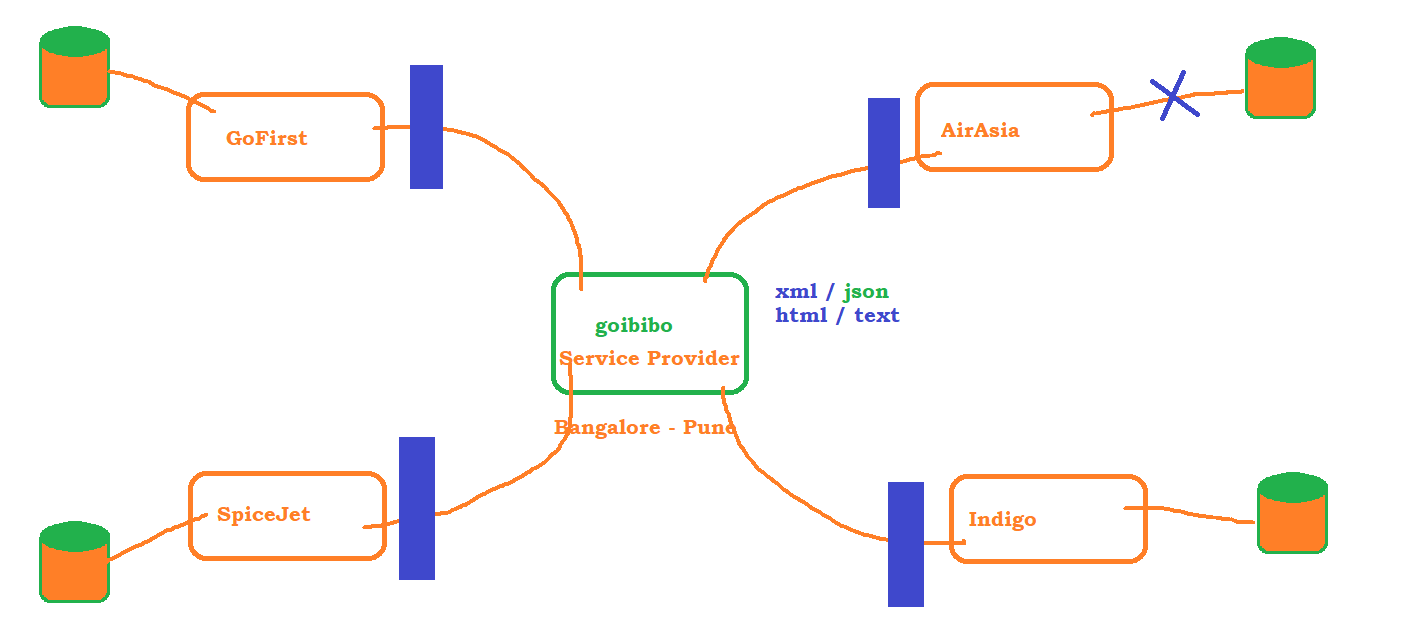 GoFirst
AirAsia
xml / json
html / text
goibibo
Service Provider
Bangalore - Pune
SpiceJet
Indigo